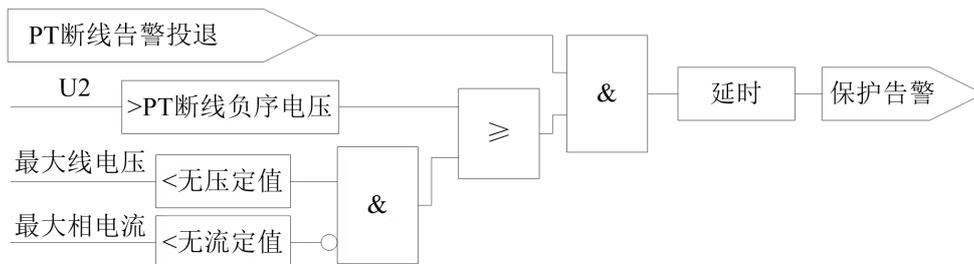 PT断线告警投退
U2
>PT断线负序电压
最大线电压
<无压定值
最大相电流
<无流定值
&
≥
&
延时
保护告警